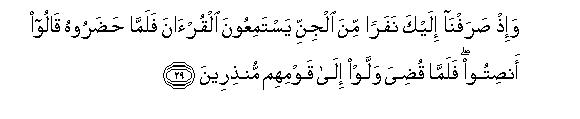 وَإِذْ صَرَفْنَآ إِلَيْكَ نَفَرًا مِّنَ ٱلْجِنِّ يَسْتَمِعُونَ ٱلْقُرْءَانَ فَلَمَّا حَضَرُوهُ قَالُوٓا۟
أَنصِتُوا۟ ۖ فَلَمَّا قُضِىَ وَلَّوْا۟ إِلَىٰ قَوْمِهِم مُّنذِرِينَ ﴿٢٩﴾